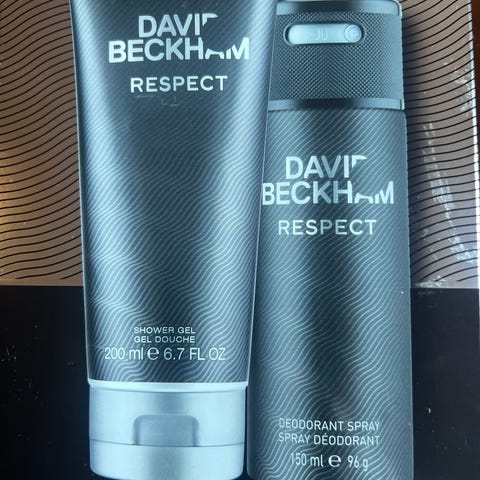 DAVID
BECKHAM
RESPECT
SHOWER GEL
GEL DOUCHE
200 ml e 6.7 FL OZ
DAVID
BECKHAM
RESPECT
DEODORANT SPRAY
SPRAY DÉODORANT
150 ml e 96 g